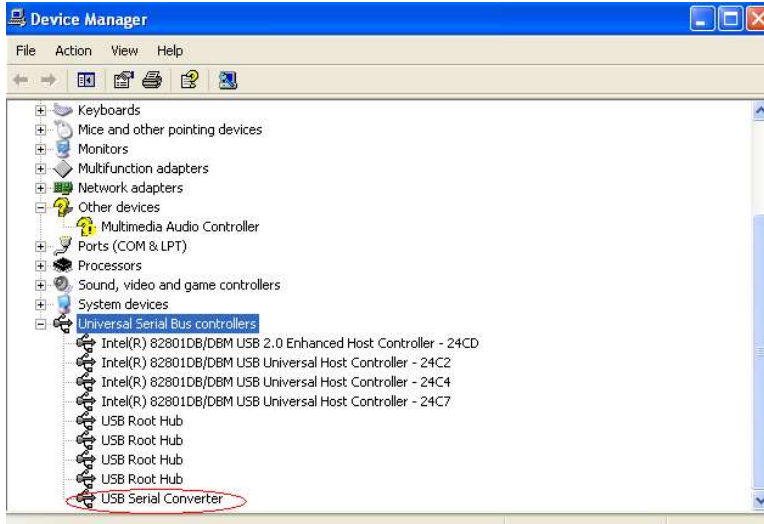 Device Manager
File Action View Help
Keyboards
Mice and other pointing devices
Monitors
Multifunction adapters
Network adapters
Other devices
Multimedia Audio Controller
Ports (COM & LPT)
Processors
Sound, video and game controllers
System devices
Universal Serial Bus controllers
Intel(R) 82801DB/DBM USB 2.0 Enhanced Host Controller - 24CD
Intel(R) 82801DB/DBM USB Universal Host Controller - 24C2
Intel(R) 82801DB/DBM USB Universal Host Controller - 24C4
Intel(R) 82801DB/DBM USB Universal Host Controller - 24C7
USB Root Hub
USB Root Hub
USB Root Hub
USB Root Hub
USB Serial Converter